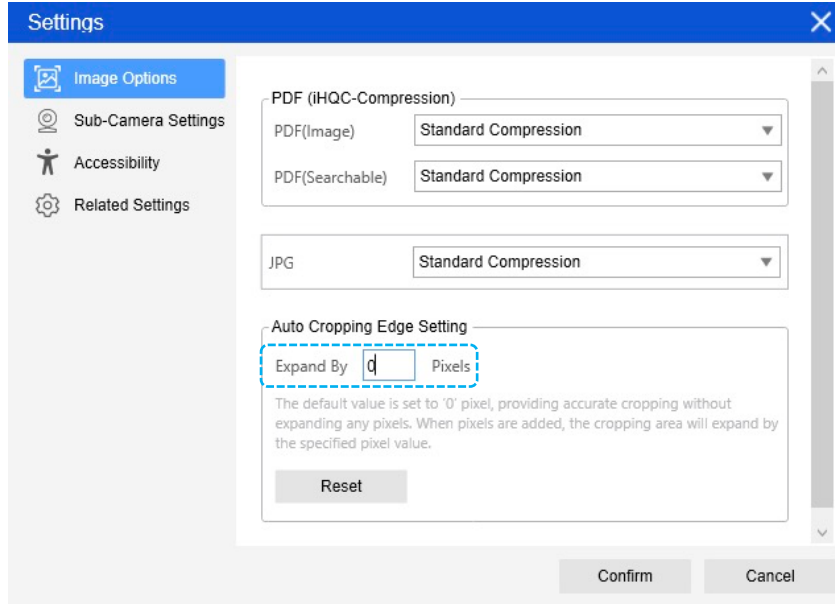 Settings
Image Options
Sub-Camera Settings
Accessibility
Related Settings
PDF (iHQC-Compression)
PDF(Image) Standard Compression
PDF(Searchable) Standard Compression
JPG Standard Compression
Auto Cropping Edge Setting
Expand By 0 Pixels
The default value is set to '0' pixel, providing accurate cropping without
expanding any pixels. When pixels are added, the cropping area will expand by
the specified pixel value.
Reset
Confirm Cancel